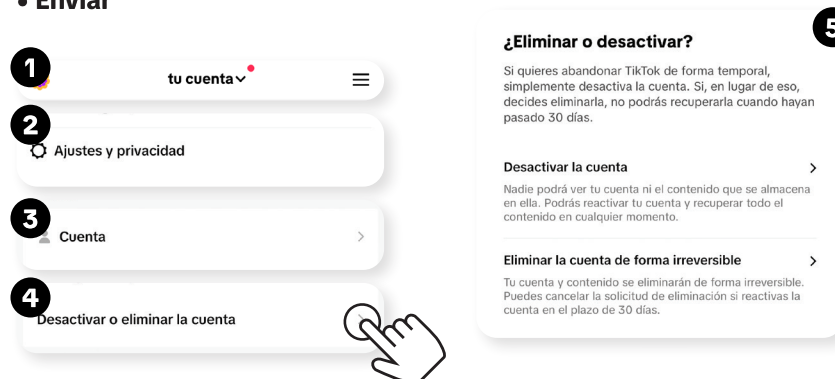 • Enviar
1
tu cuenta
2
Ajustes y privacidad
3
Cuenta
4
Desactivar o eliminar la cuenta
5
¿Eliminar o desactivar?
Si quieres abandonar TikTok de forma temporal,
simplemente desactiva la cuenta. Si, en lugar de eso,
decides eliminarla, no podrás recuperarla cuando hayan
pasado 30 días.
Desactivar la cuenta
Nadie podrá ver tu cuenta ni el contenido que se almacena
en ella. Podrás reactivar tu cuenta y recuperar todo el
contenido en cualquier momento.
Eliminar la cuenta de forma irreversible
Tu cuenta y contenido se eliminarán de forma irreversible.
Puedes cancelar la solicitud de eliminación si reactivas la
cuenta en el plazo de 30 días.